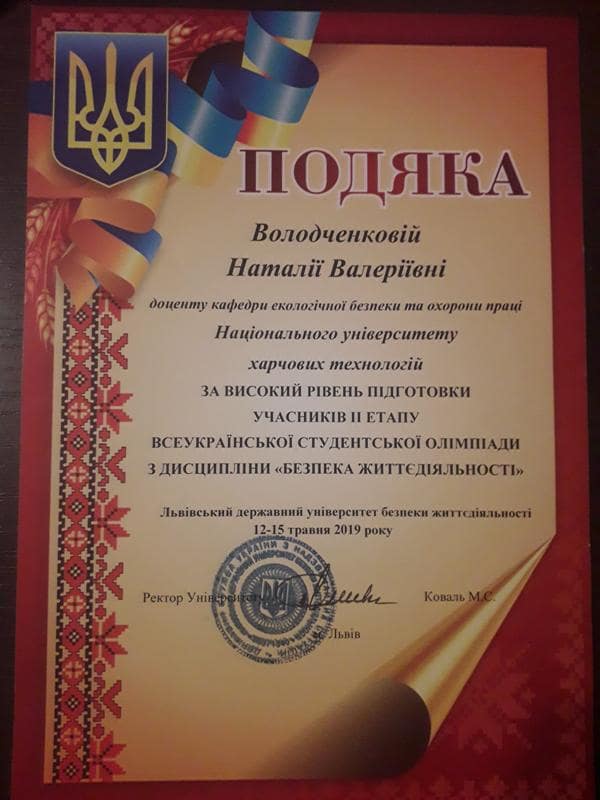 ПОДЯКА
Володченковій
Наталії Валеріївні
доценту кафедри екологічної безпеки та охорони праці
Національного університету
харчових технологій
ЗА ВИСОКИЙ РІВЕНЬ ПІДГОТОВКИ
УЧАСНИКІВ ІІ ЕТАПУ
ВСЕУКРАЇНСЬКОЇ СТУДЕНТСЬКОЇ ОЛІМПІАДИ
З ДИСЦИПЛІНИ «БЕЗПЕКА ЖИТТЄДІЯЛЬНОСТІ»
Львівський державний університет безпеки життєдіяльності
12-15 травня 2019 року
Ректор Університету
Коваль М.С.
Львів